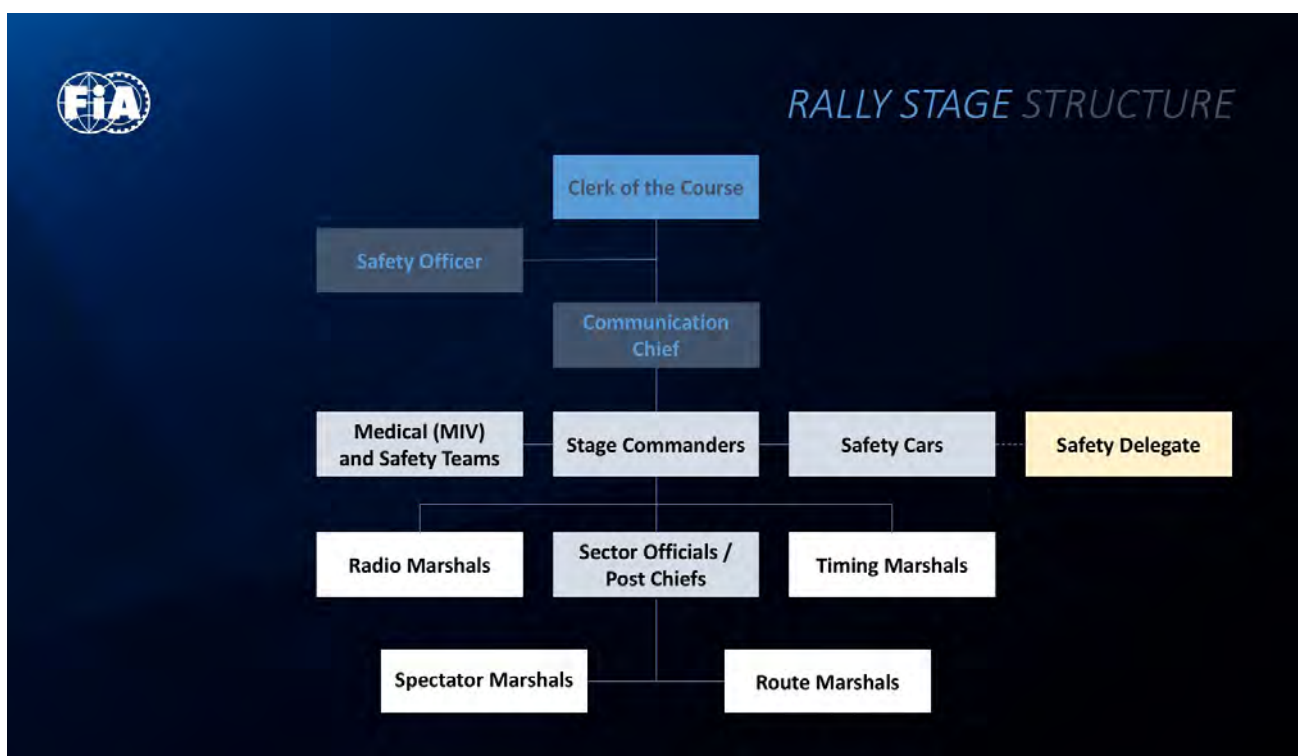 FiA
RALLY STAGE STRUCTURE
Clerk of the Course
Safety Officer
Communication
Chief
Medical (MIV)
and Safety Teams
Stage Commanders
Safety Cars
Safety Delegate
Radio Marshals
Sector Officials /
Post Chiefs
Timing Marshals
Spectator Marshals
Route Marshals